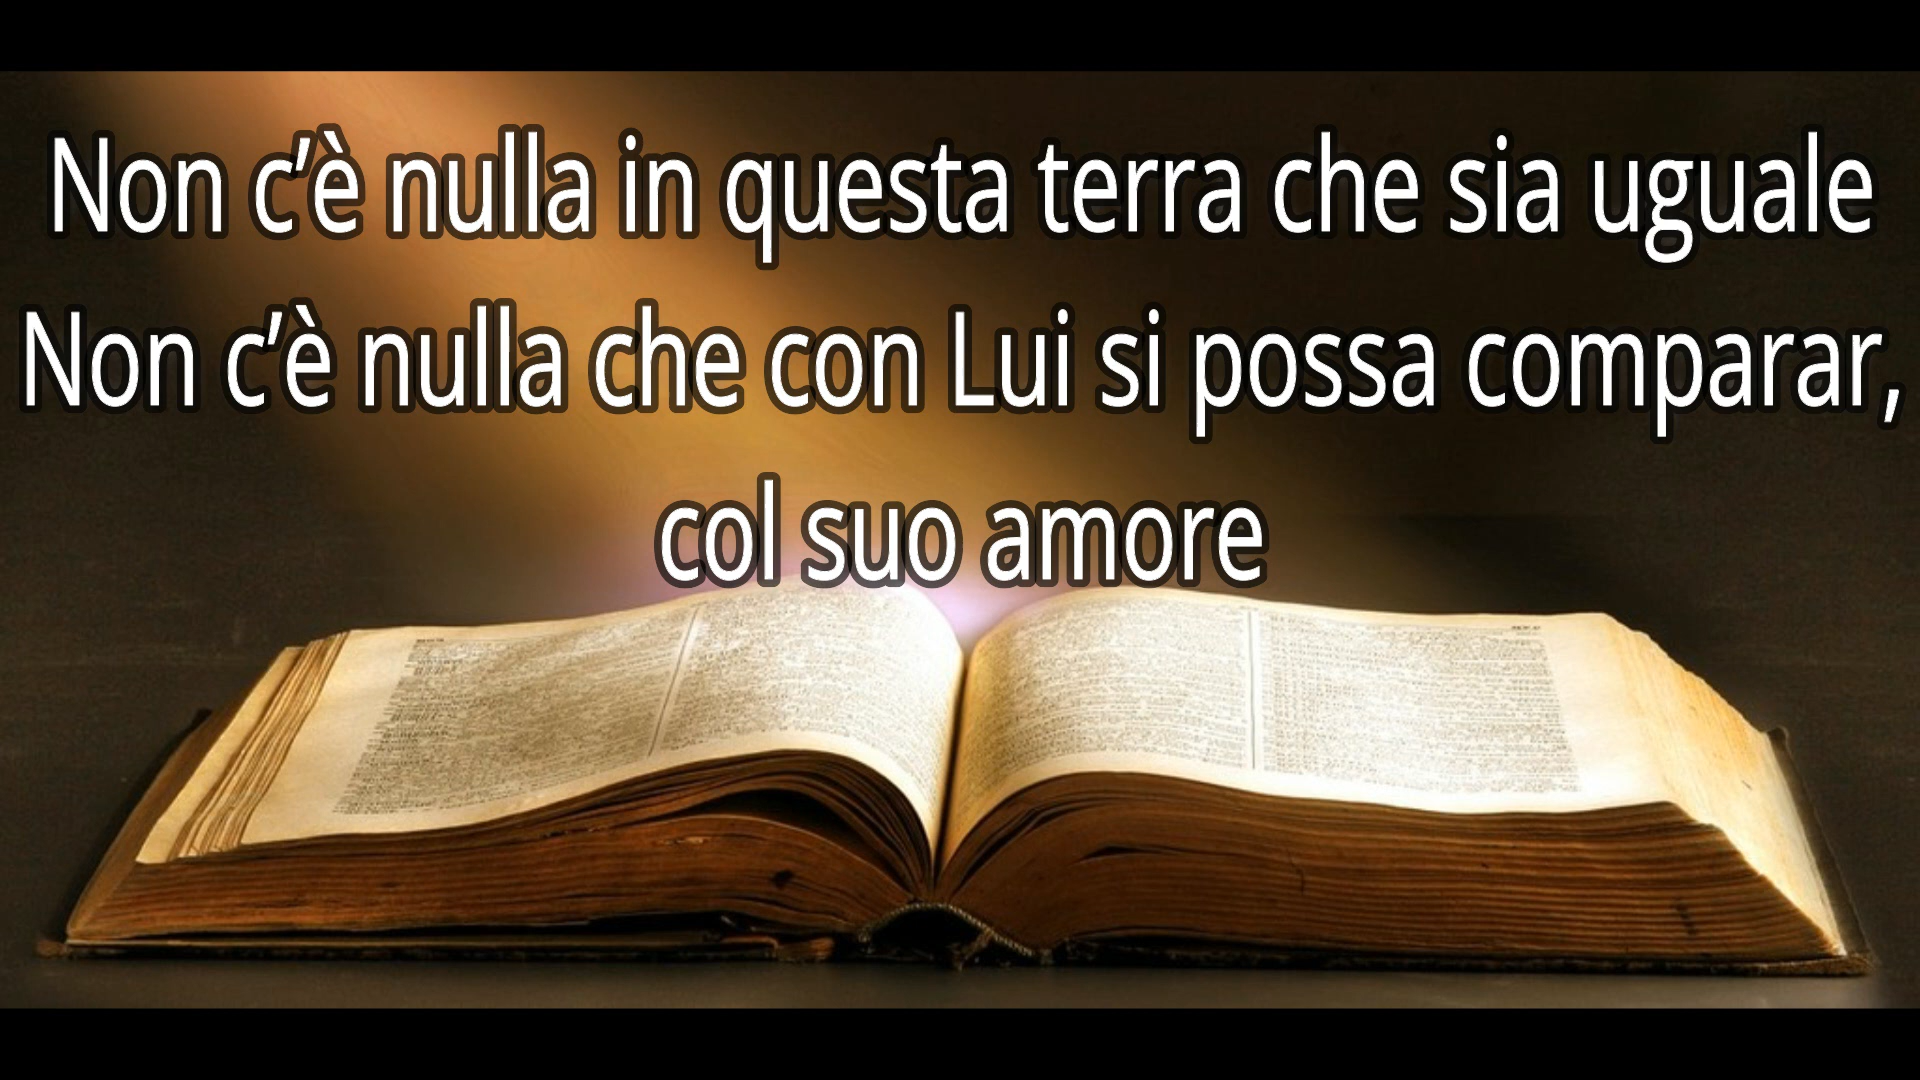 Non c’è nulla in questa terra che sia uguale
Non c’è nulla che con Lui si possa comparar,
col suo amore